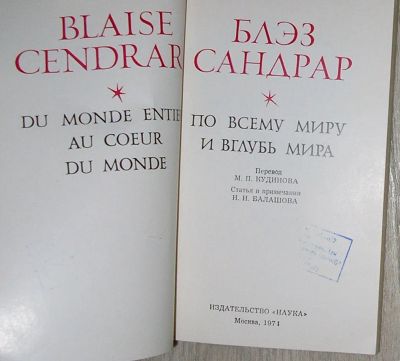 BLAISE
CENDRAR
DU MONDE ENTIE
AU COEUR
DU MONDE
БЛЭЗ
САНДРАР
ПО ВСЕМУ МИРУ
И ВГЛУБЬ МИРА
Перевод
М. П. КУДИНОВА
Статья и примечания
Н. И. БАЛАШОВА
ИЗДАТЕЛЬСТВО «НАУКА»
Москва, 1974